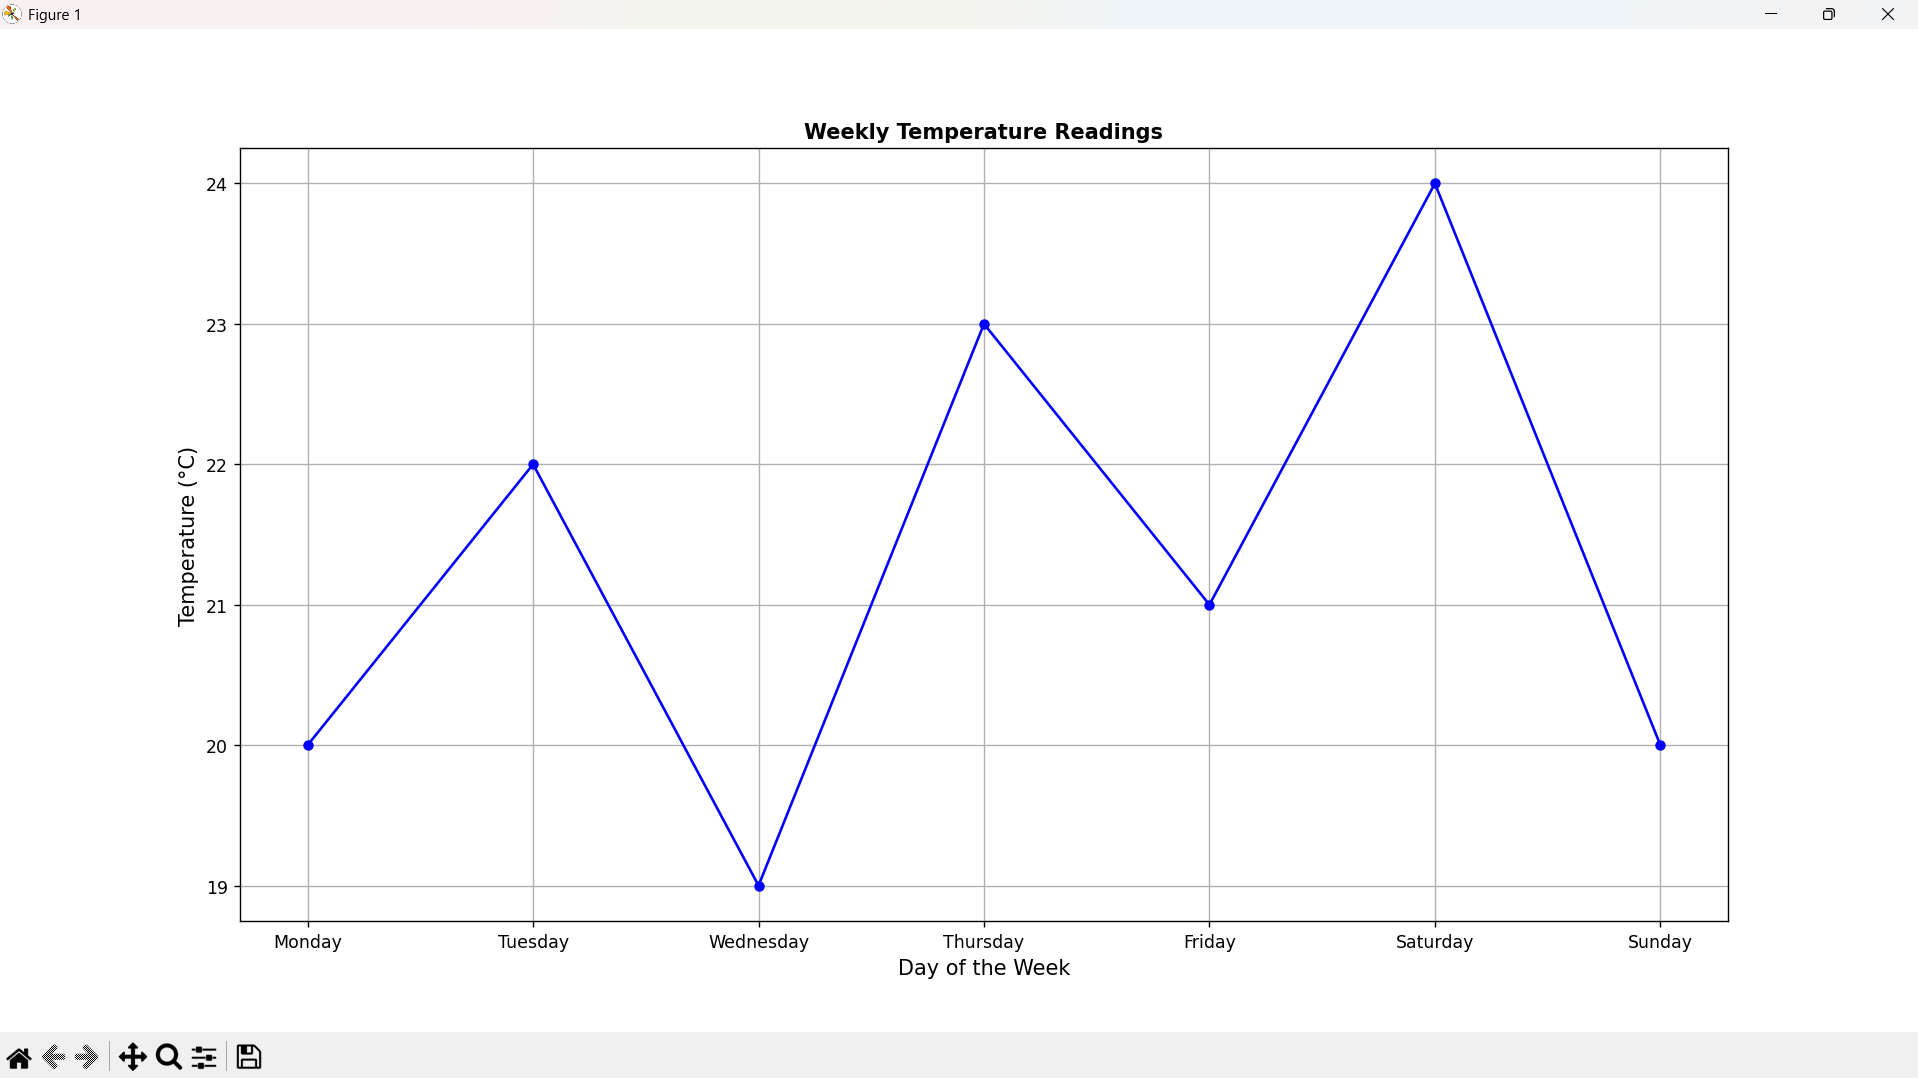 Figure 1
Weekly Temperature Readings
24
23
22
21
20
19
Temperature (°C)
Monday Tuesday Wednesday Thursday Friday Saturday Sunday
Day of the Week